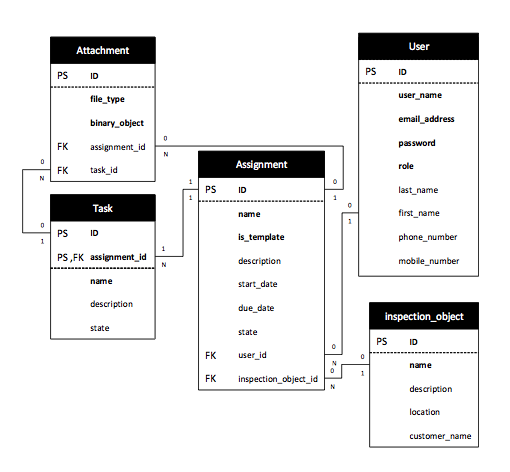 Attachment
PS ID
file_type
binary_object
FK assignment_id
FK task_id
0
N
0
N
0
1
Task
PS ID
PS ,FK assignment_id
name
description
state
1
N
1
1
Assignment
PS ID
name
is_template
description
start_date
due_date
state
FK user_id
FK inspection_object_id
0
1
0
N
0
N
User
PS ID
user_name
email_address
password
role
last_name
first_name
phone_number
mobile_number
0
1
inspection_object
PS ID
name
description
location
customer_name
0
1